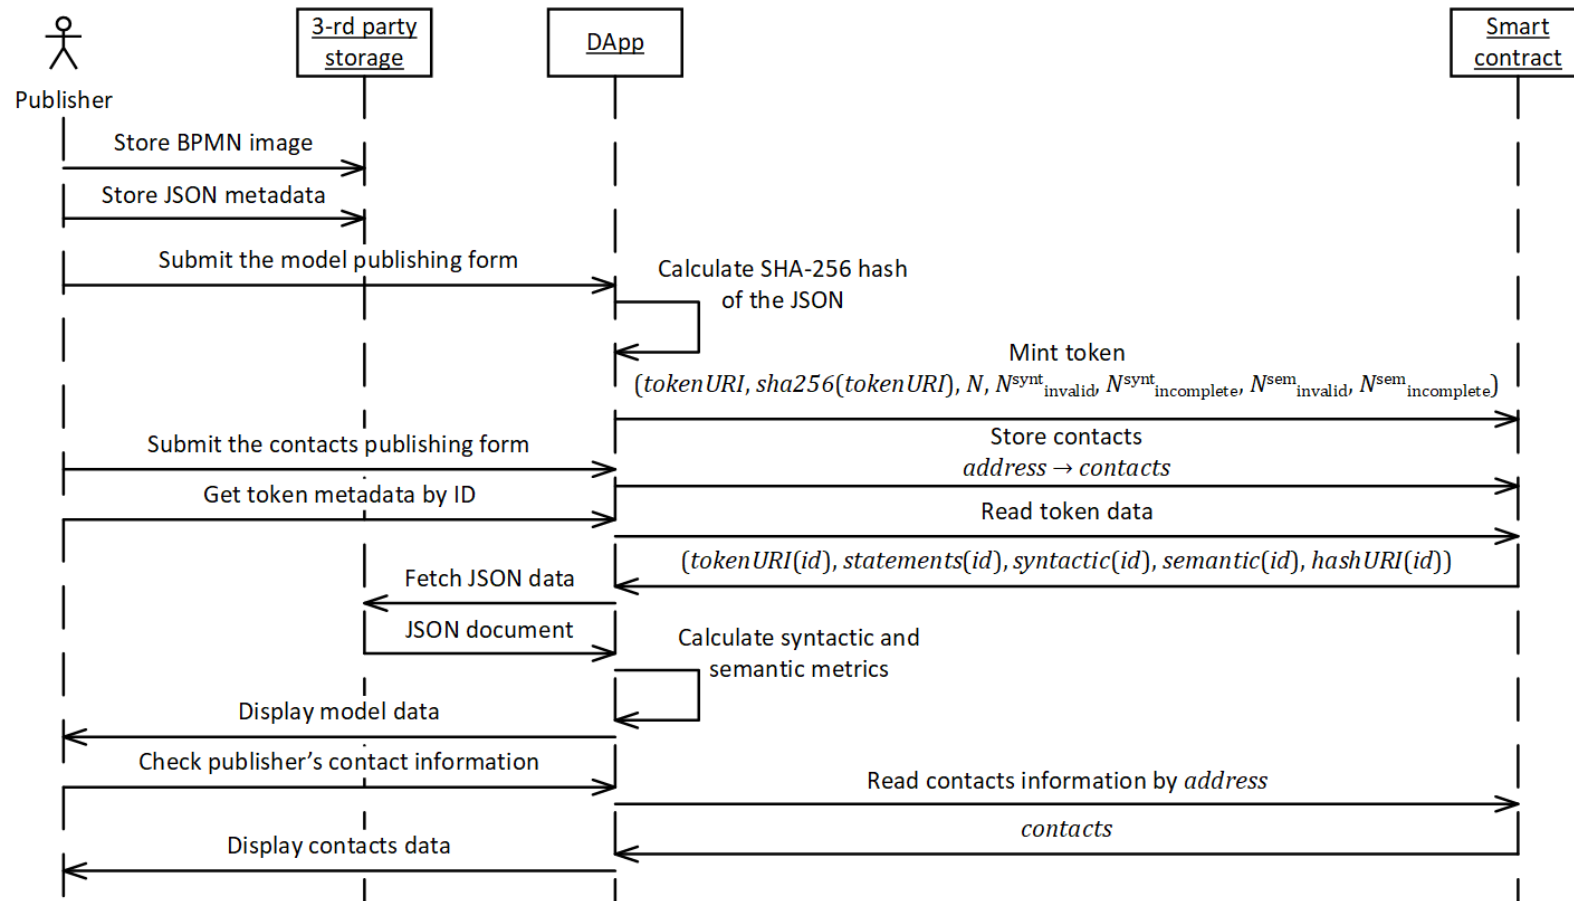 3-rd party
storage
DApp
Smart
contract
Publisher
Store BPMN image
Store JSON metadata
Submit the model publishing form
Calculate SHA-256 hash
of the JSON
Mint token
(tokenURI, sha256(tokenURI), N, N^synt_invalid, N^synt_incomplete, N^sem_invalid, N^sem_incomplete)
Submit the contacts publishing form
Store contacts
address → contacts
Get token metadata by ID
Read token data
(tokenURI(id), statements(id), syntactic(id), semantic(id), hashURI(id))
Fetch JSON data
JSON document
Calculate syntactic and
semantic metrics
Display model data
Check publisher’s contact information
Read contacts information by address
contacts
Display contacts data